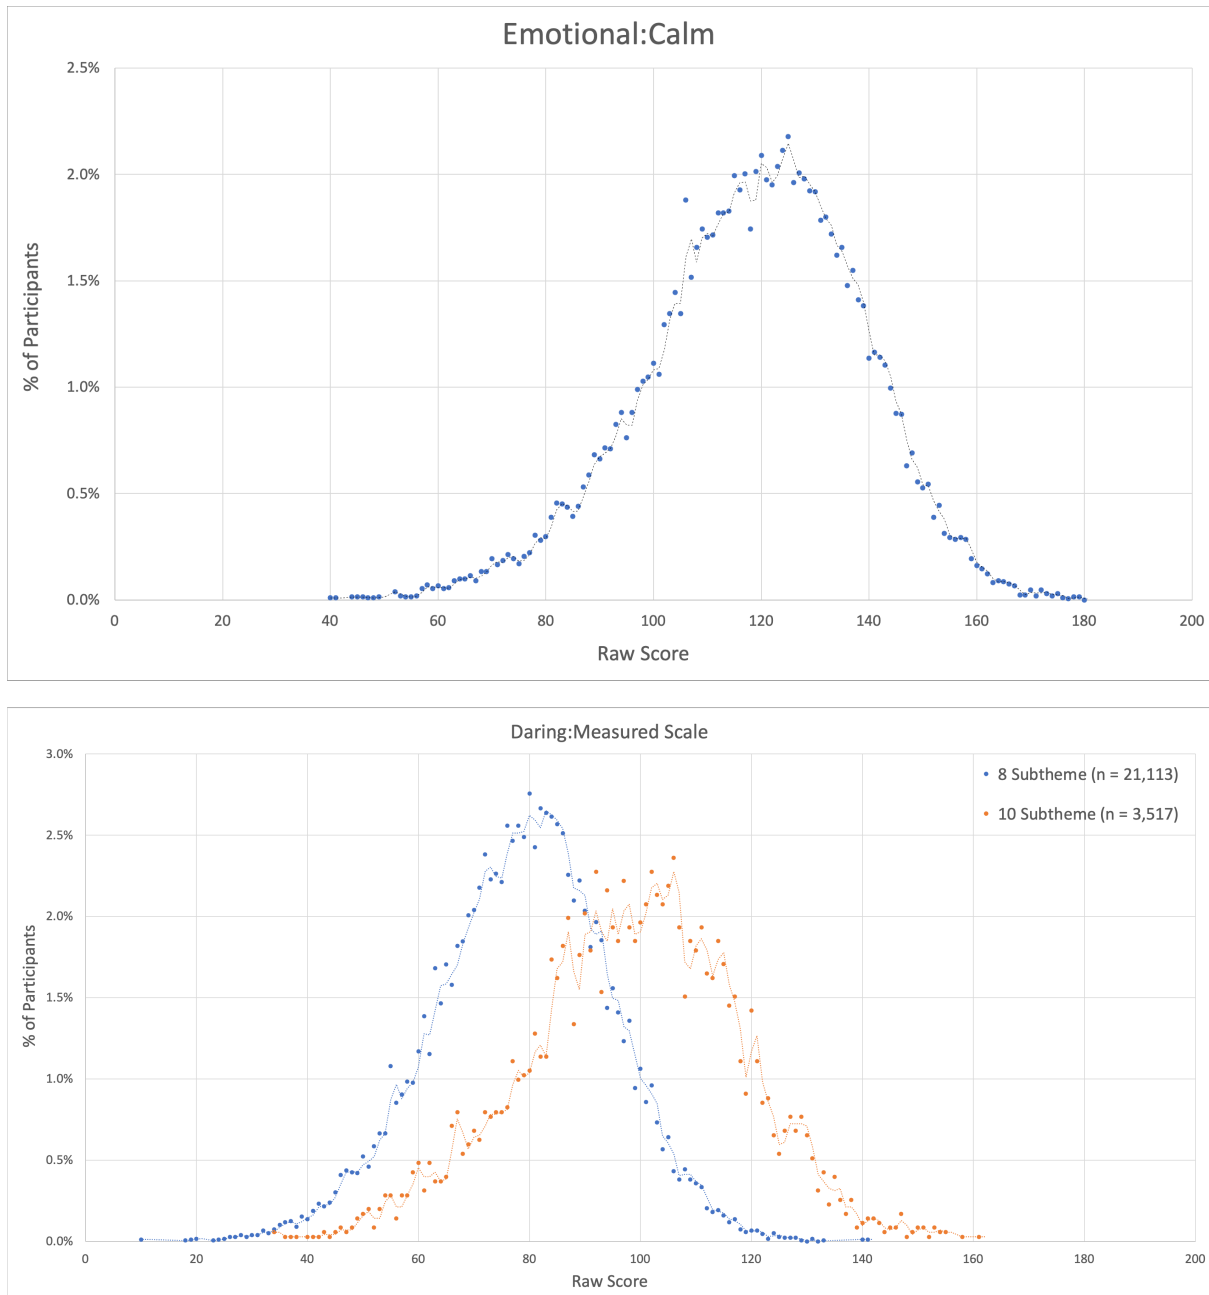 Emotional:Calm
2.5%
2.0%
1.5%
1.0%
0.5%
0.0%
% of Participants
0 20 40 60 80 100 120 140 160 180 200
Raw Score
Daring:Measured Scale
3.0%
2.5%
2.0%
1.5%
1.0%
0.5%
0.0%
% of Participants
8 Subtheme (n = 21,113)
10 Subtheme (n = 3,517)
0 20 40 60 80 100 120 140 160 180 200
Raw Score